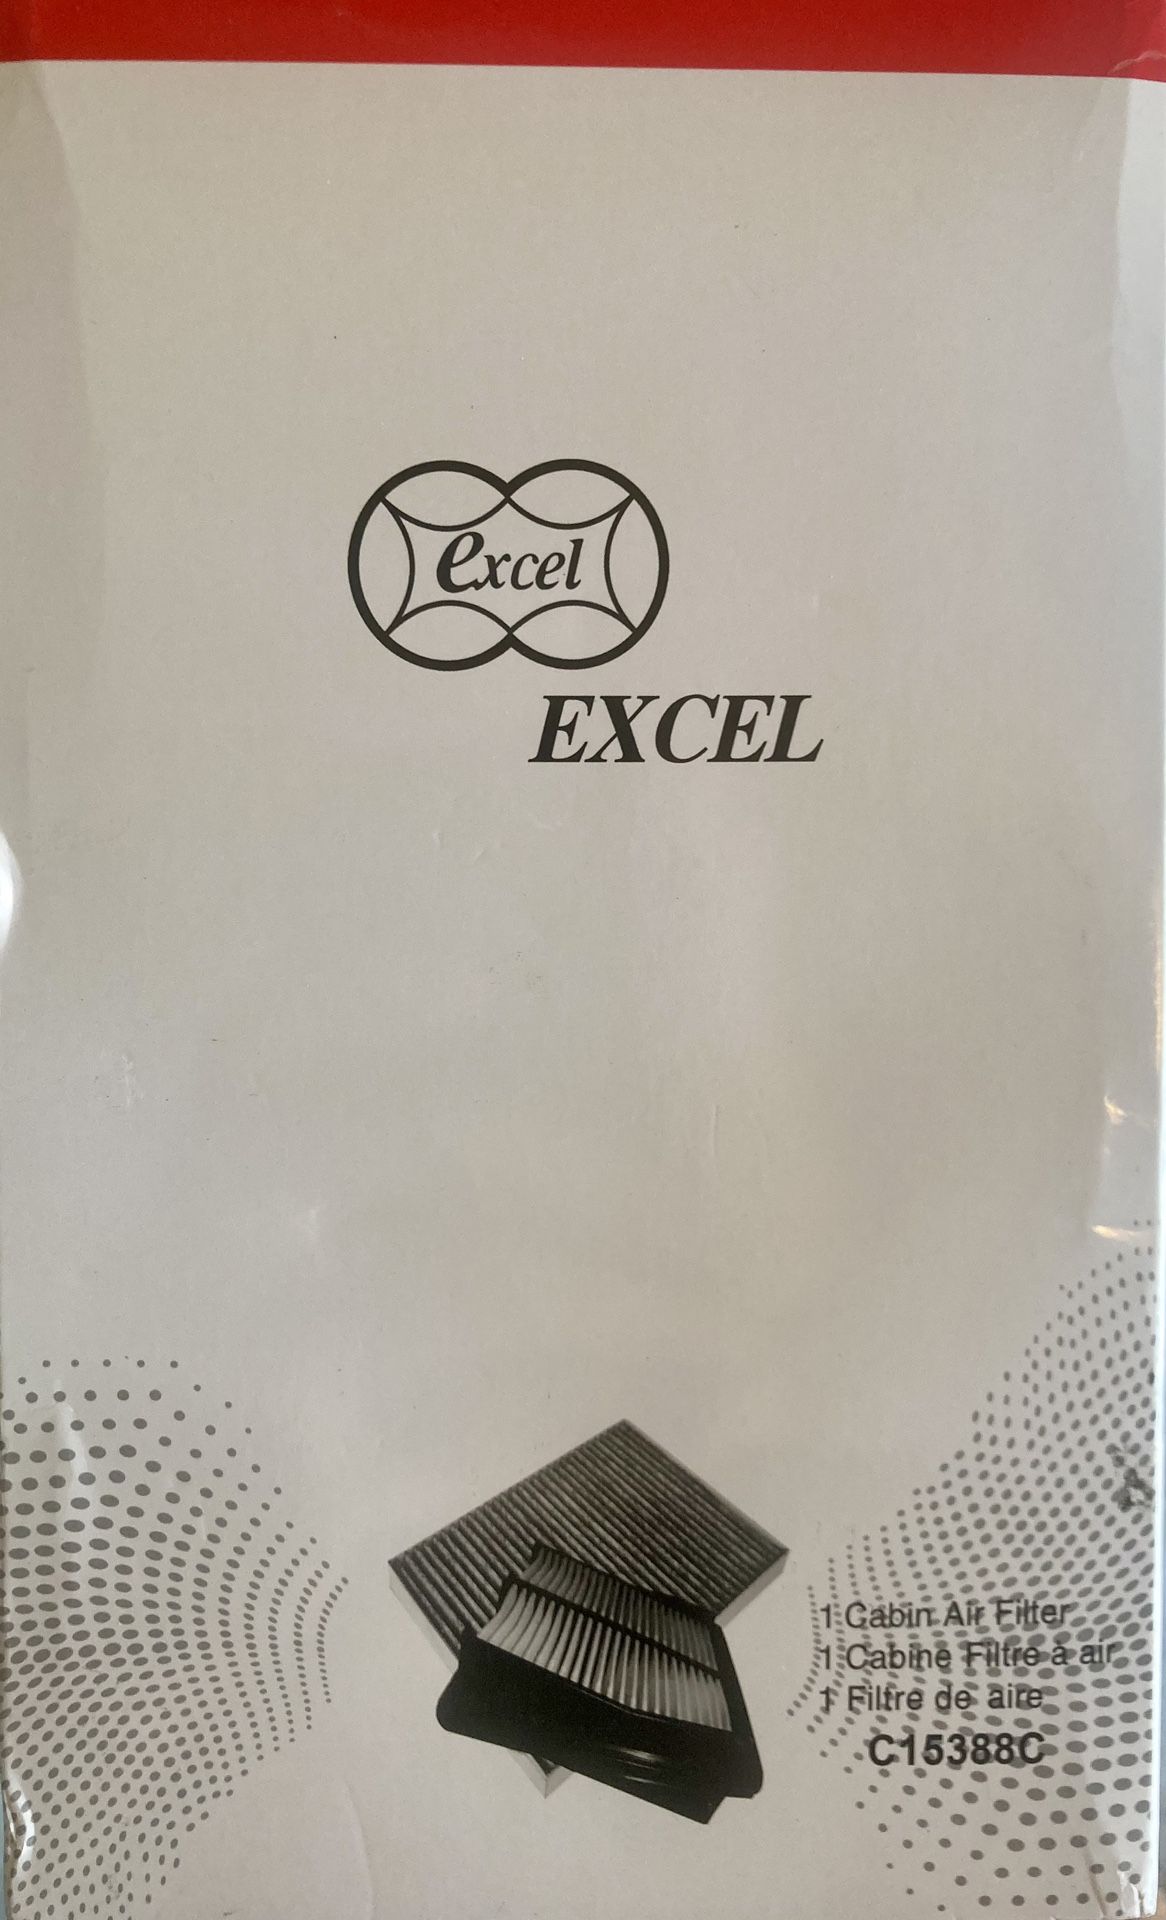 excel
EXCEL
1 Cabin Air Filter
1 Cabine Filtre à air
1 Filtre de aire
C15388C